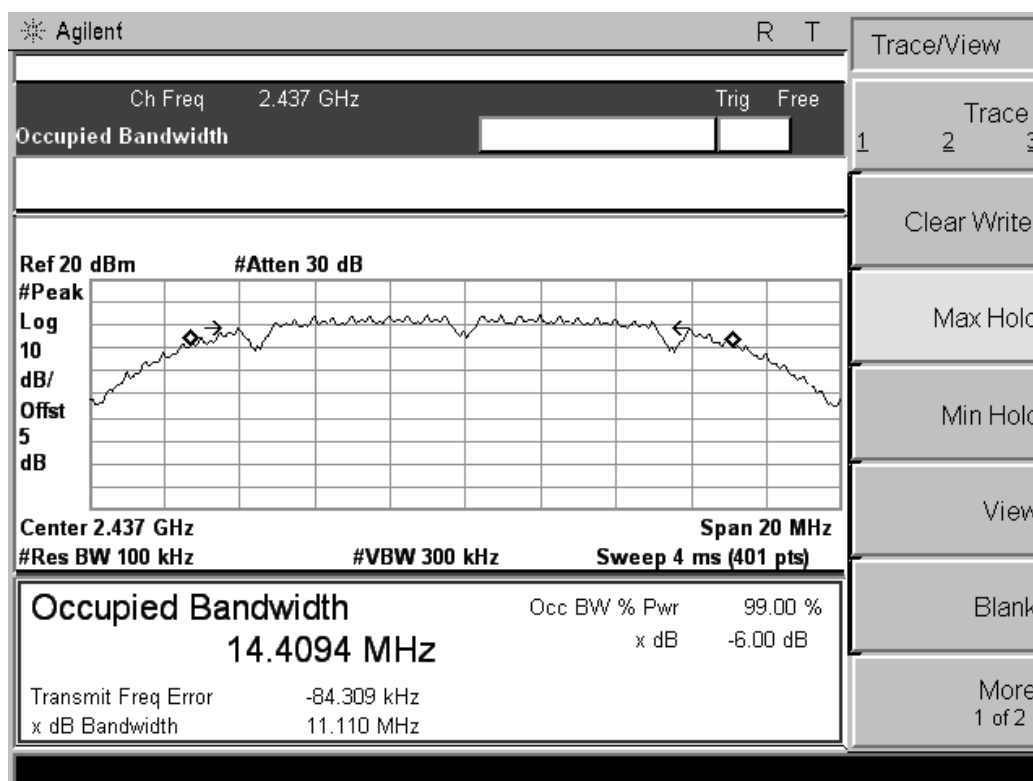 Agilent R T
Trace/View
Ch Freq 2.437 GHz Trig Free
Occupied Bandwidth
Trace
1 2 3
Clear Write
Max Hold
Min Hold
View
Blank
More
1 of 2
Ref 20 dBm #Atten 30 dB
#Peak
Log
10
dB/
Offst
5
dB
Center 2.437 GHz Span 20 MHz
#Res BW 100 kHz #VBW 300 kHz Sweep 4 ms (401 pts)
Occupied Bandwidth
14.4094 MHz
Occ BW % Pwr 99.00 %
x dB -6.00 dB
Transmit Freq Error -84.309 kHz
x dB Bandwidth 11.110 MHz